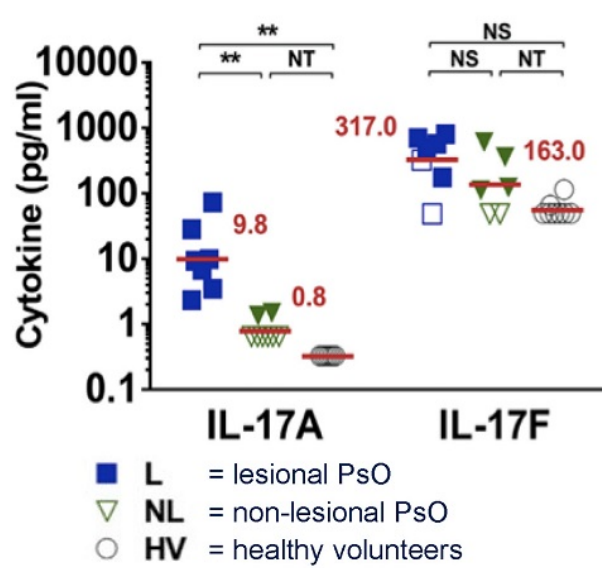 **
** NT
NS
NS NT
Cytokine (pg/ml)
10000
1000
100
10
1
0.1
9.8
0.8
317.0
163.0
IL-17A
IL-17F
L = lesional PsO
NL = non-lesional PsO
HV = healthy volunteers